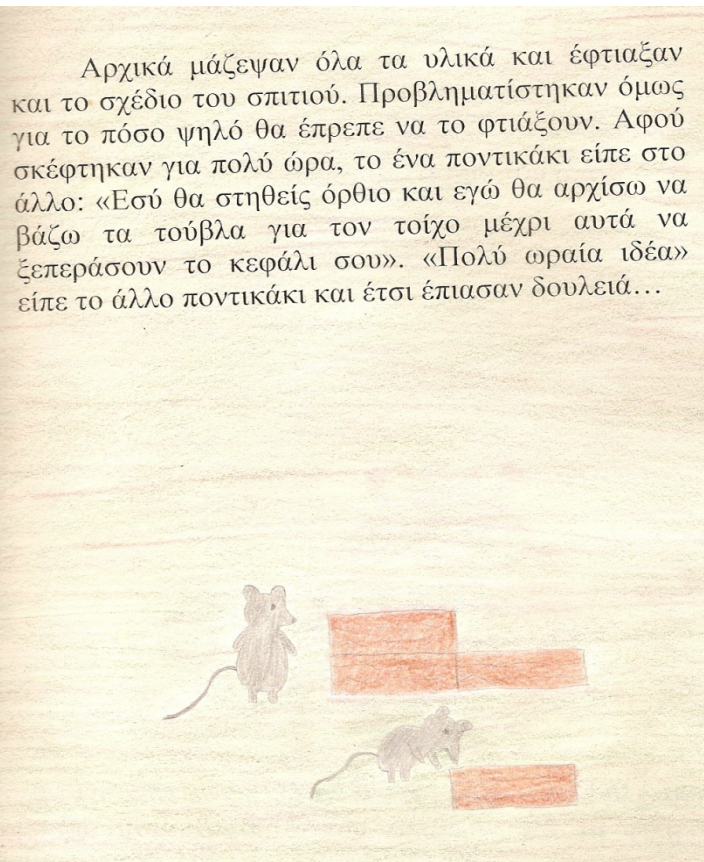 Αρχικά μάζεψαν όλα τα υλικά και έφτιαξαν
και το σχέδιο του σπιτιού. Προβληματίστηκαν όμως
για το πόσο ψηλό θα έπρεπε να το φτιάξουν. Αφού
σκέφτηκαν για πολύ ώρα, το ένα ποντικάκι είπε στο
άλλο: «Εσύ θα στηθείς όρθιο και εγώ θα αρχίσω να
βάζω τα τούβλα για τον τοίχο μέχρι αυτά να
ξεπεράσουν το κεφάλι σου». «Πολύ ωραία ιδέα»
είπε το άλλο ποντικάκι και έτσι έπιασαν δουλειά…